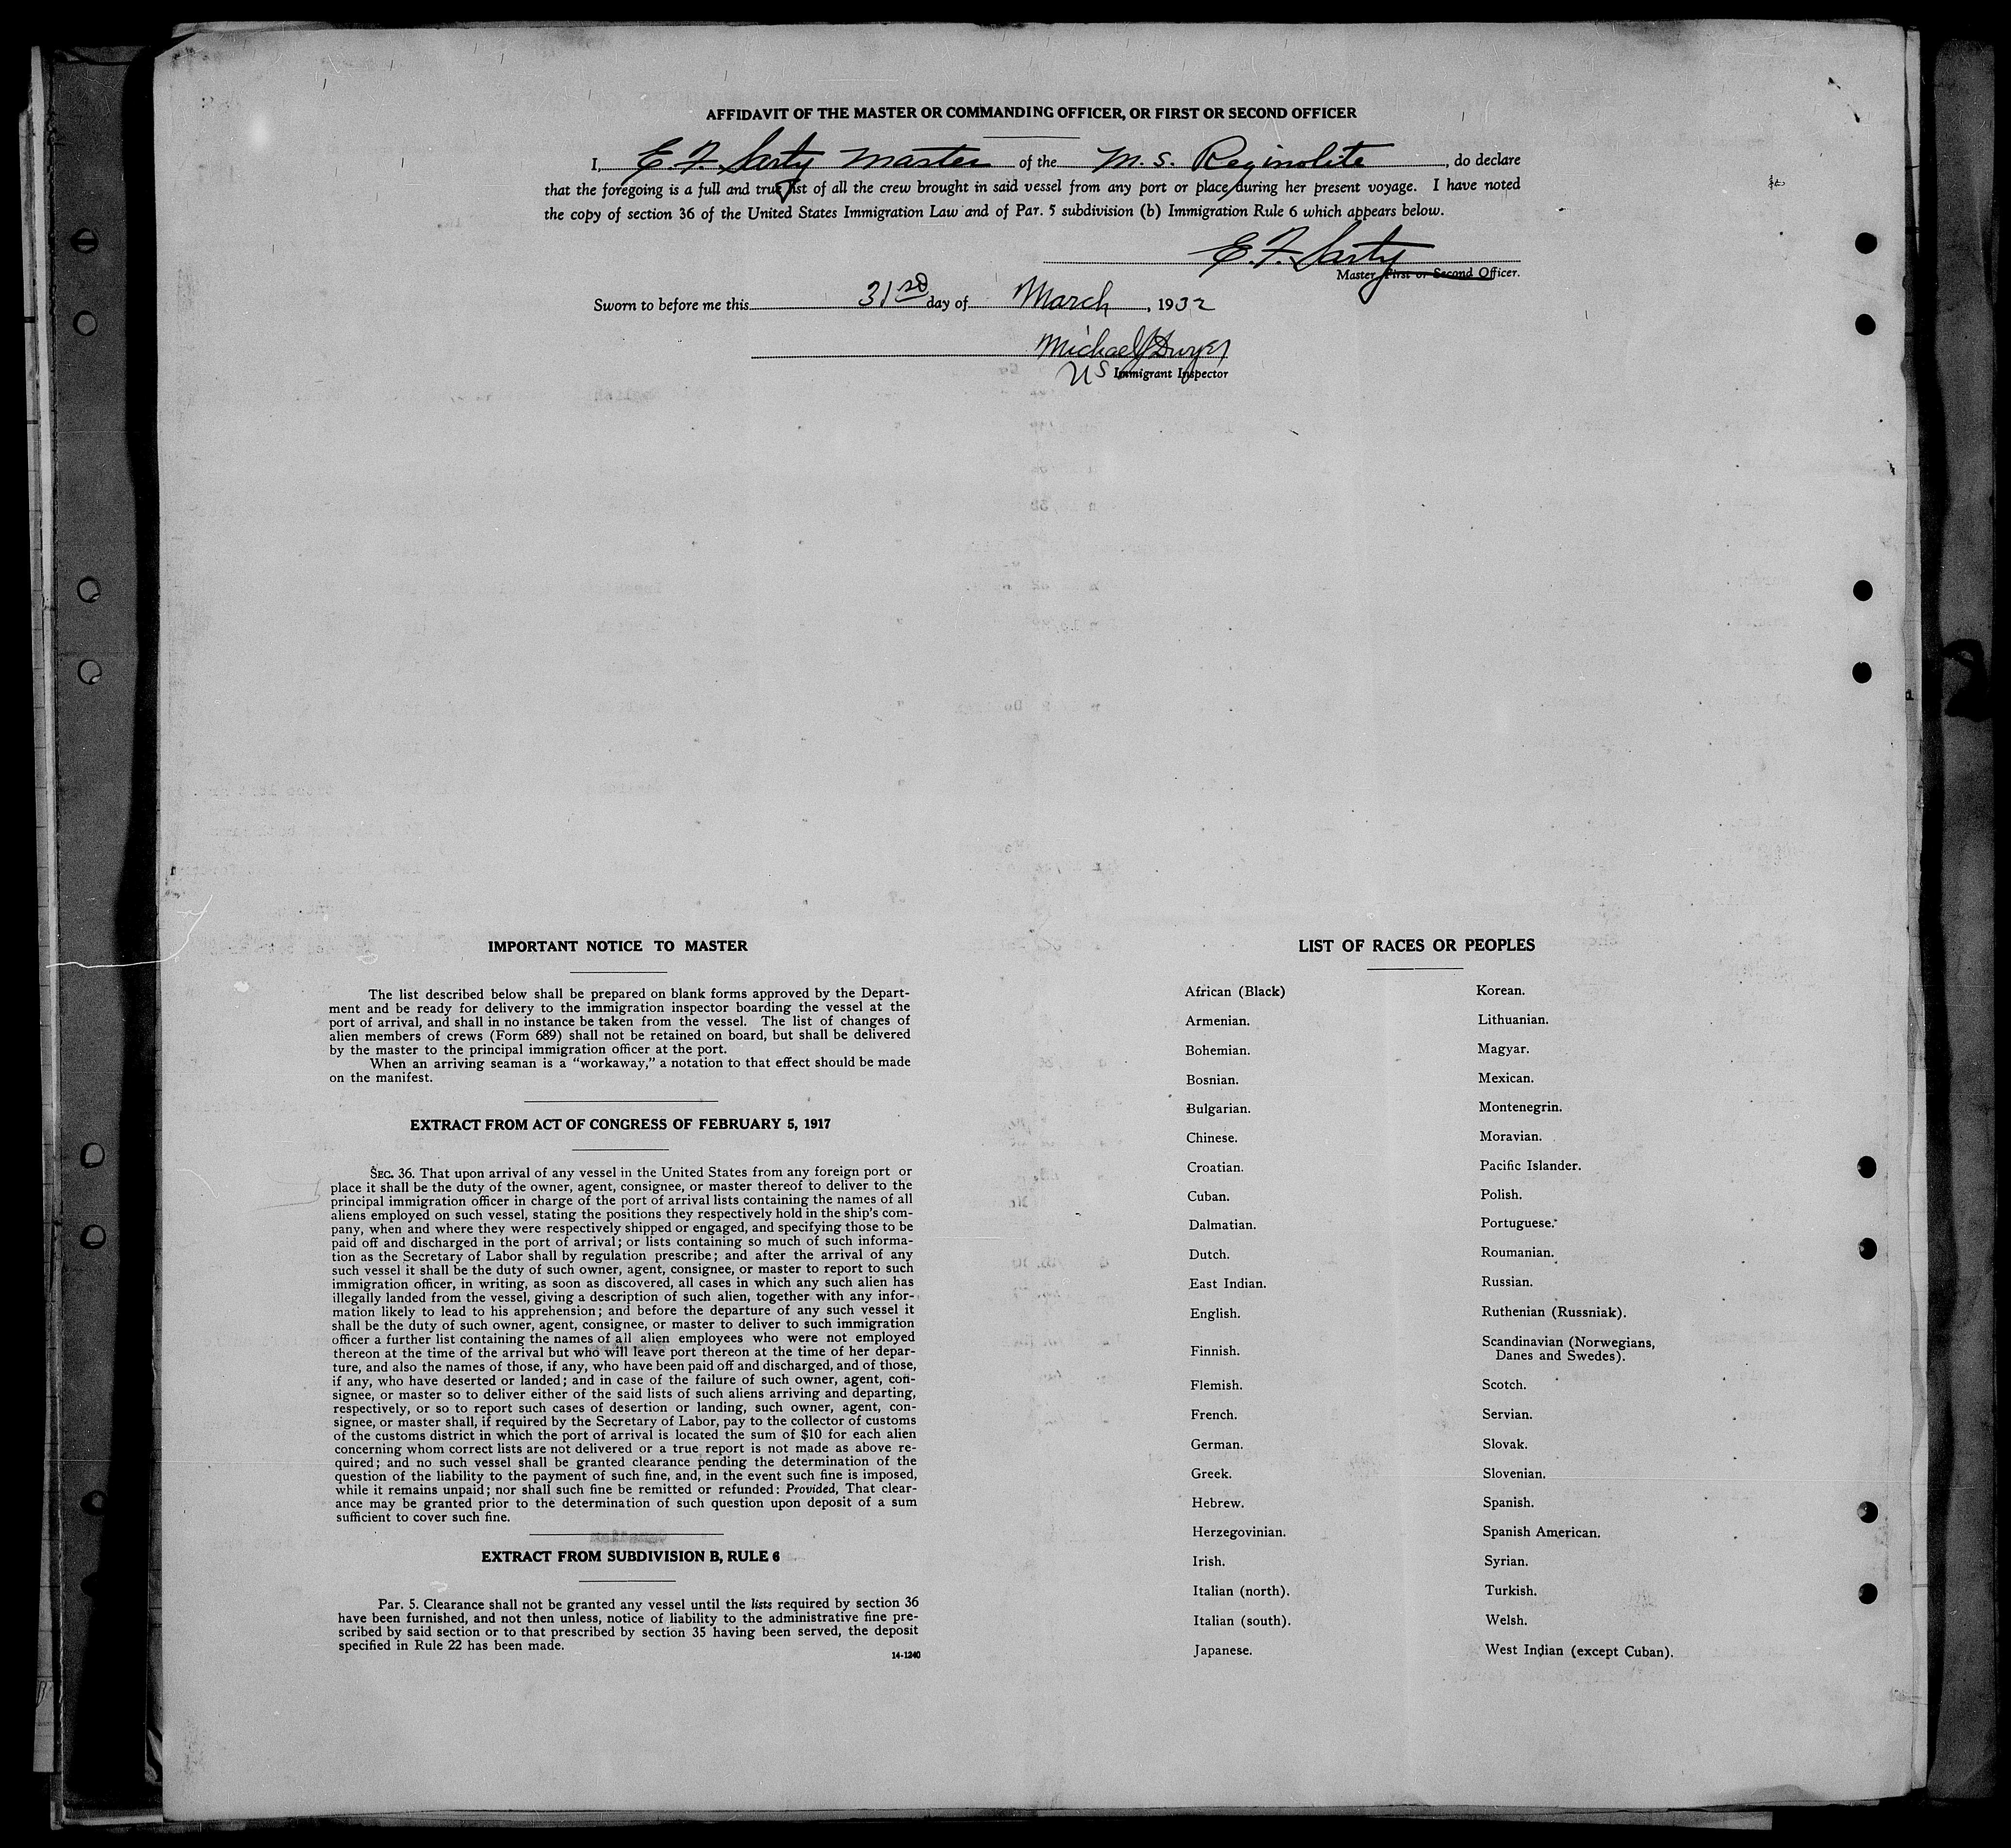 AFFIDAVIT OF THE MASTER OR COMMANDING OFFICER, OR FIRST OR SECOND OFFICER
I, E. F. Sarty Master of the M. S. Reginolite, do declare
that the foregoing is a full and true list of all the crew brought in said vessel from any port or place during her present voyage. I have noted
the copy of section 36 of the United States Immigration Law and of Par. 5 subdivision (b) Immigration Rule 6 which appears below.
E. F. Sarty
Master, First or Second Officer.
Sworn to before me this 31 day of March, 1932
Michael J Dwyer
US Immigrant Inspector
IMPORTANT NOTICE TO MASTER
The list described below shall be prepared on blank forms approved by the Depart-
ment and be ready for delivery to the immigration inspector boarding the vessel at the
port of arrival, and shall in no instance be taken from the vessel. The list of changes of
alien members of crews (Form 689) shall not be retained on board, but shall be delivered
by the master to the principal immigration officer at the port.
When an arriving seaman is a "workaway," a notation to that effect should be made
on the manifest.
EXTRACT FROM ACT OF CONGRESS OF FEBRUARY 5, 1917
SEC. 36. That upon arrival of any vessel in the United States from any foreign port or
place it shall be the duty of the owner, agent, consignee, or master thereof to deliver to the
principal immigration officer in charge of the port of arrival lists containing the names of all
aliens employed on such vessel, stating the positions they respectively hold in the ship's com-
pany, when and where they were respectively shipped or engaged, and specifying those to be
paid off and discharged in the port of arrival; or lists containing so much of such informa-
tion as the Secretary of Labor shall by regulation prescribe; and after the arrival of any
such vessel it shall be the duty of such owner, agent, consignee, or master to report to such
immigration officer, in writing, as soon as discovered, all cases in which any such alien has
illegally landed from the vessel, giving a description of such alien, together with any infor-
mation likely to lead to his apprehension; and before the departure of any such vessel it
shall be the duty of such owner, agent, consignee, or master to deliver to such immigration
officer a further list containing the names of all alien employees who were not employed
thereon at the time of the arrival but who will leave port thereon at the time of her depar-
ture, and also the names of those, if any, who have been paid off and discharged, and of those,
if any, who have deserted or landed; and in case of the failure of such owner, agent, con-
signee, or master so to deliver either of the said lists of such aliens arriving and departing,
respectively, or so to report such cases of desertion or landing, such owner, agent, con-
signee, or master shall, if required by the Secretary of Labor, pay to the collector of customs
of the customs district in which the port of arrival is located the sum of $10 for each alien
concerning whom correct lists are not delivered or a true report is not made as above re-
quired; and no such vessel shall be granted clearance pending the determination of the
question of the liability to the payment of such fine, and, in the event such fine is imposed,
while it remains unpaid; nor shall such fine be remitted or refunded: Provided, That clear-
ance may be granted prior to the determination of such question upon deposit of a sum
sufficient to cover such fine.
EXTRACT FROM SUBDIVISION B, RULE 6
Par. 5. Clearance shall not be granted any vessel until the lists required by section 36
have been furnished, and not then unless, notice of liability to the administrative fine pre-
scribed by said section or to that prescribed by section 35 having been served, the deposit
specified in Rule 22 has been made.
14-1240
LIST OF RACES OR PEOPLES
African (Black)
Armenian.
Bohemian.
Bosnian.
Bulgarian.
Chinese.
Croatian.
Cuban.
Dalmatian.
Dutch.
East Indian.
English.
Finnish.
Flemish.
French.
German.
Greek.
Hebrew.
Herzegovinian.
Irish.
Italian (north).
Italian (south).
Japanese.
Korean.
Lithuanian.
Magyar.
Mexican.
Montenegrin.
Moravian.
Pacific Islander.
Polish.
Portuguese.
Roumanian.
Russian.
Ruthenian (Russniak).
Scandinavian (Norwegians,
Danes and Swedes).
Scotch.
Servian.
Slovak.
Slovenian.
Spanish.
Spanish American.
Syrian.
Turkish.
Welsh.
West Indian (except Cuban).